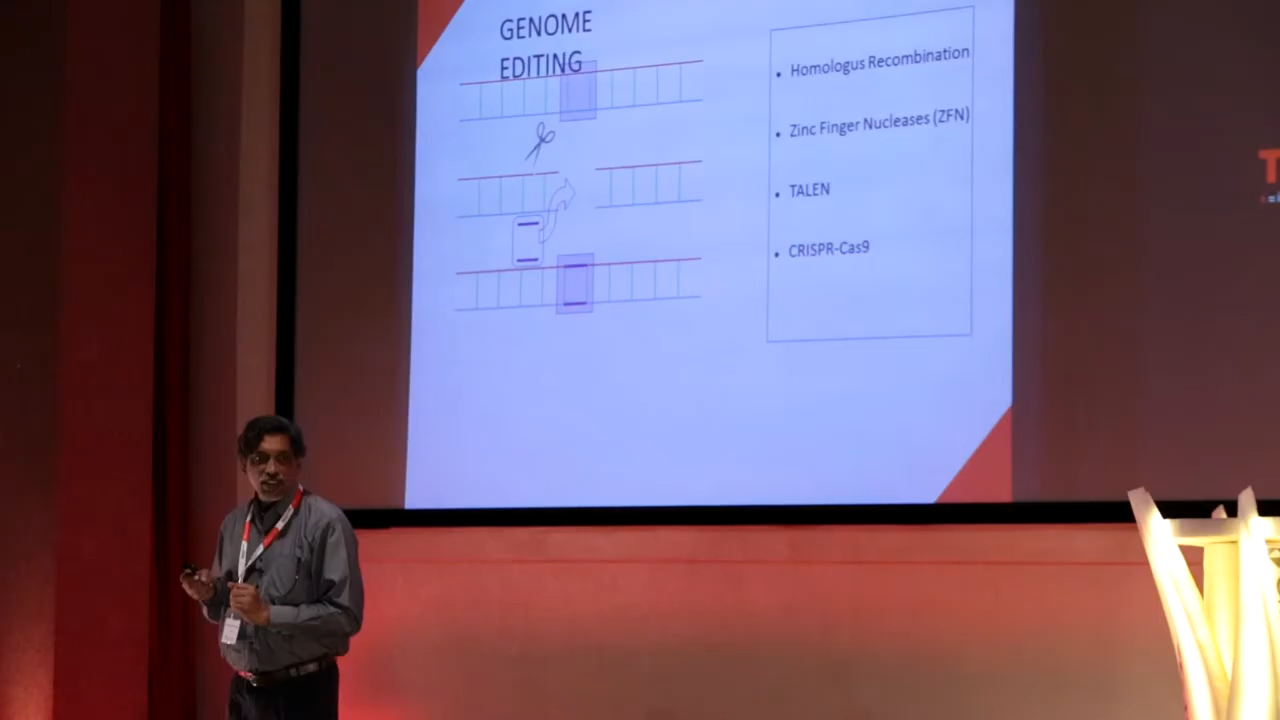 GENOME
EDITING
Homologus Recombination
Zinc Finger Nucleases (ZFN)
TALEN
CRISPR-Cas9
T